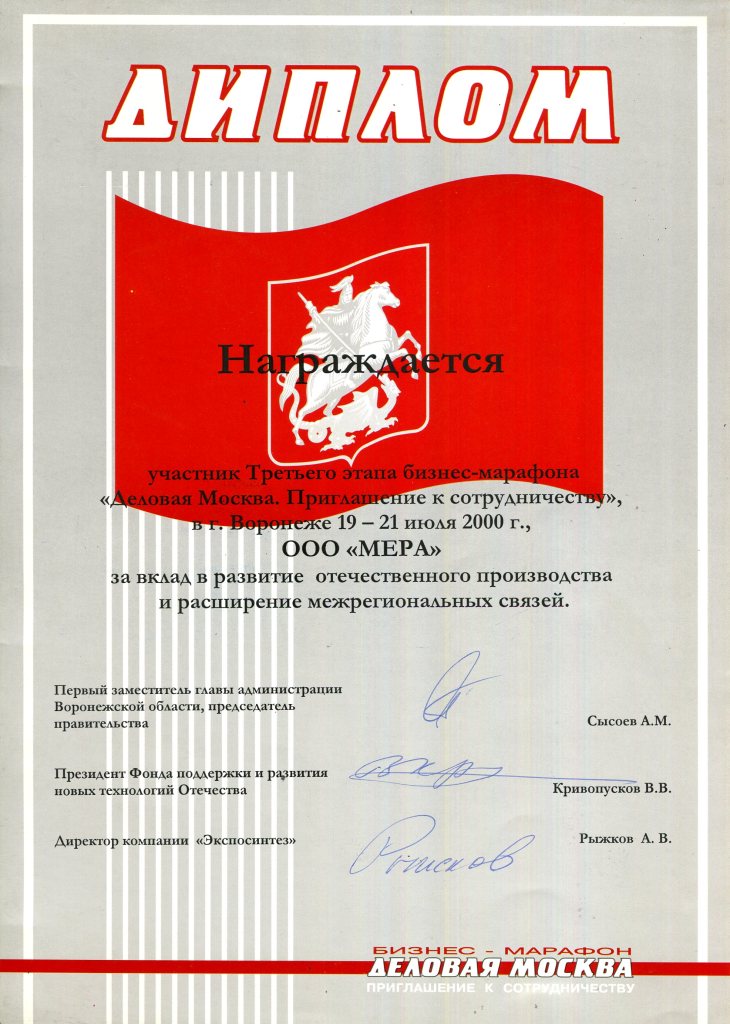 ДИПЛОМ
Награждается
участник Третьего этапа бизнес-марафона
«Деловая Москва. Приглашение к сотрудничеству»,
в г. Воронеже 19 – 21 июля 2000 г.,
ООО «МЕРА»
за вклад в развитие отечественного производства
и расширение межрегиональных связей.
Первый заместитель главы администрации
Воронежской области, председатель
правительства
Сысоев А.М.
Президент Фонда поддержки и развития
новых технологий Отечества
Кривопусков В.В.
Директор компании «Экспосинтез»
Рыжков А. В.
Рыжков
БИЗНЕС - МАРАФОН
ДЕЛОВАЯ МОСКВА
ПРИГЛАШЕНИЕ К СОТРУДНИЧЕСТВУ